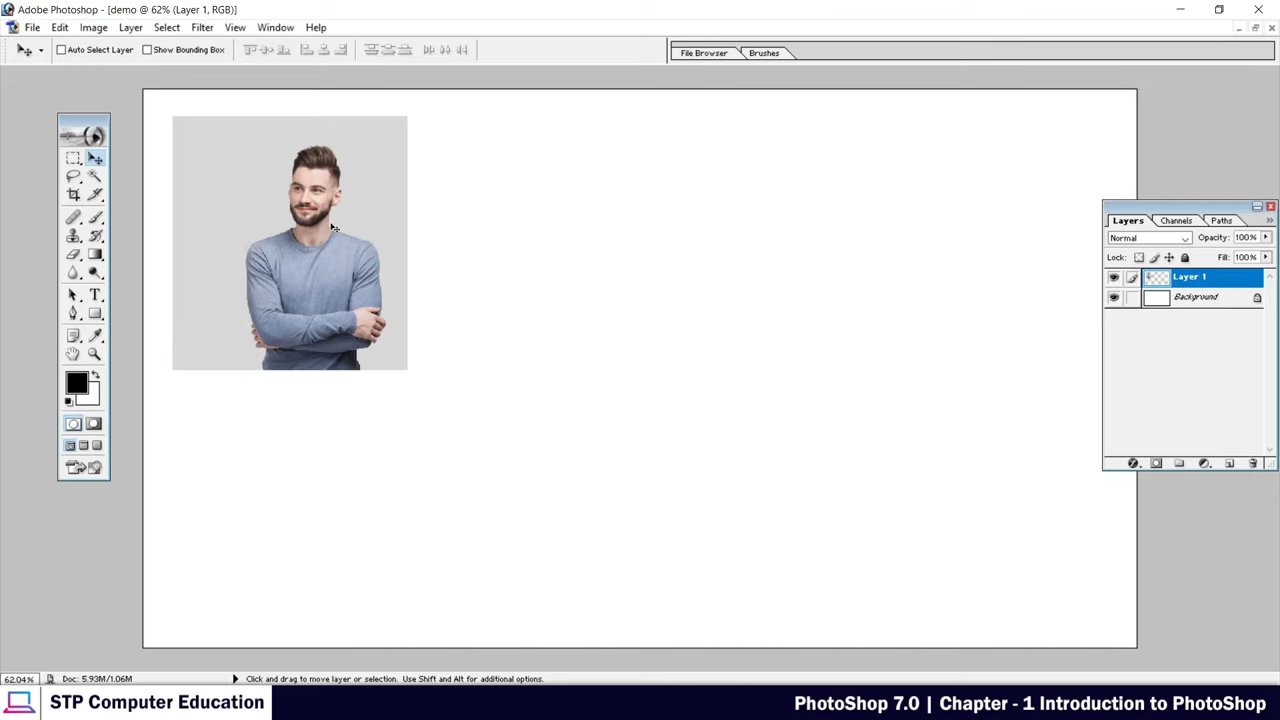 Adobe Photoshop - [demo @ 62% (Layer 1, RGB)]
File Edit Image Layer Select Filter View Window Help
Auto Select Layer Show Bounding Box File Browser Brushes
Layers Channels Paths
Normal Opacity: 100%
Lock: Fill: 100%
Layer 1
Background
62.04% Doc: 5.93M/1.06M Click and drag to move layer or selection. Use Shift and Alt for additional options.
STP Computer Education PhotoShop 7.0 | Chapter - 1 Introduction to PhotoShop